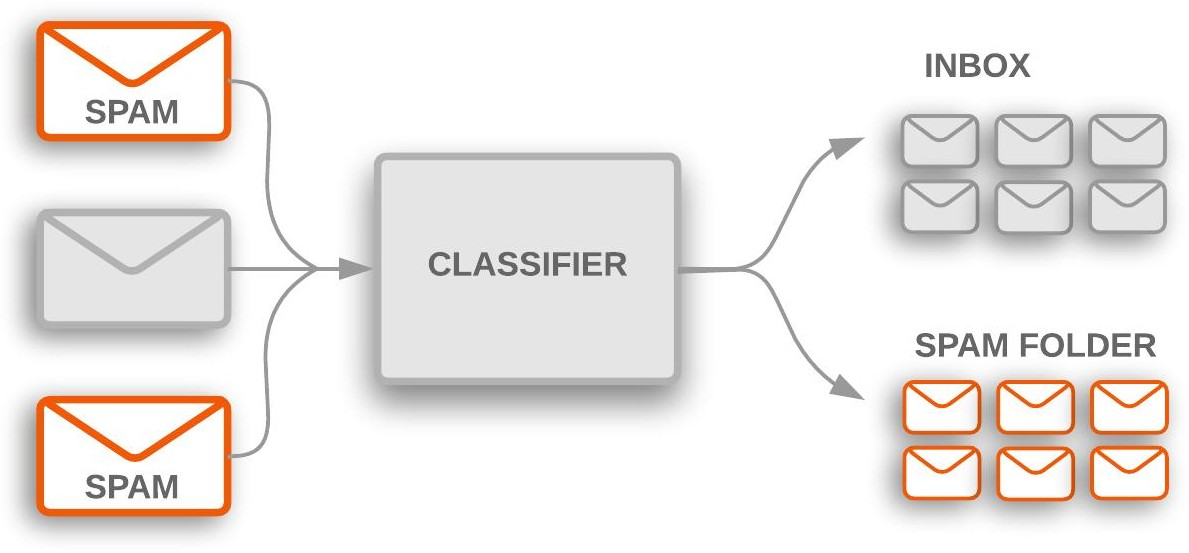 SPAM
SPAM
CLASSIFIER
INBOX
SPAM FOLDER